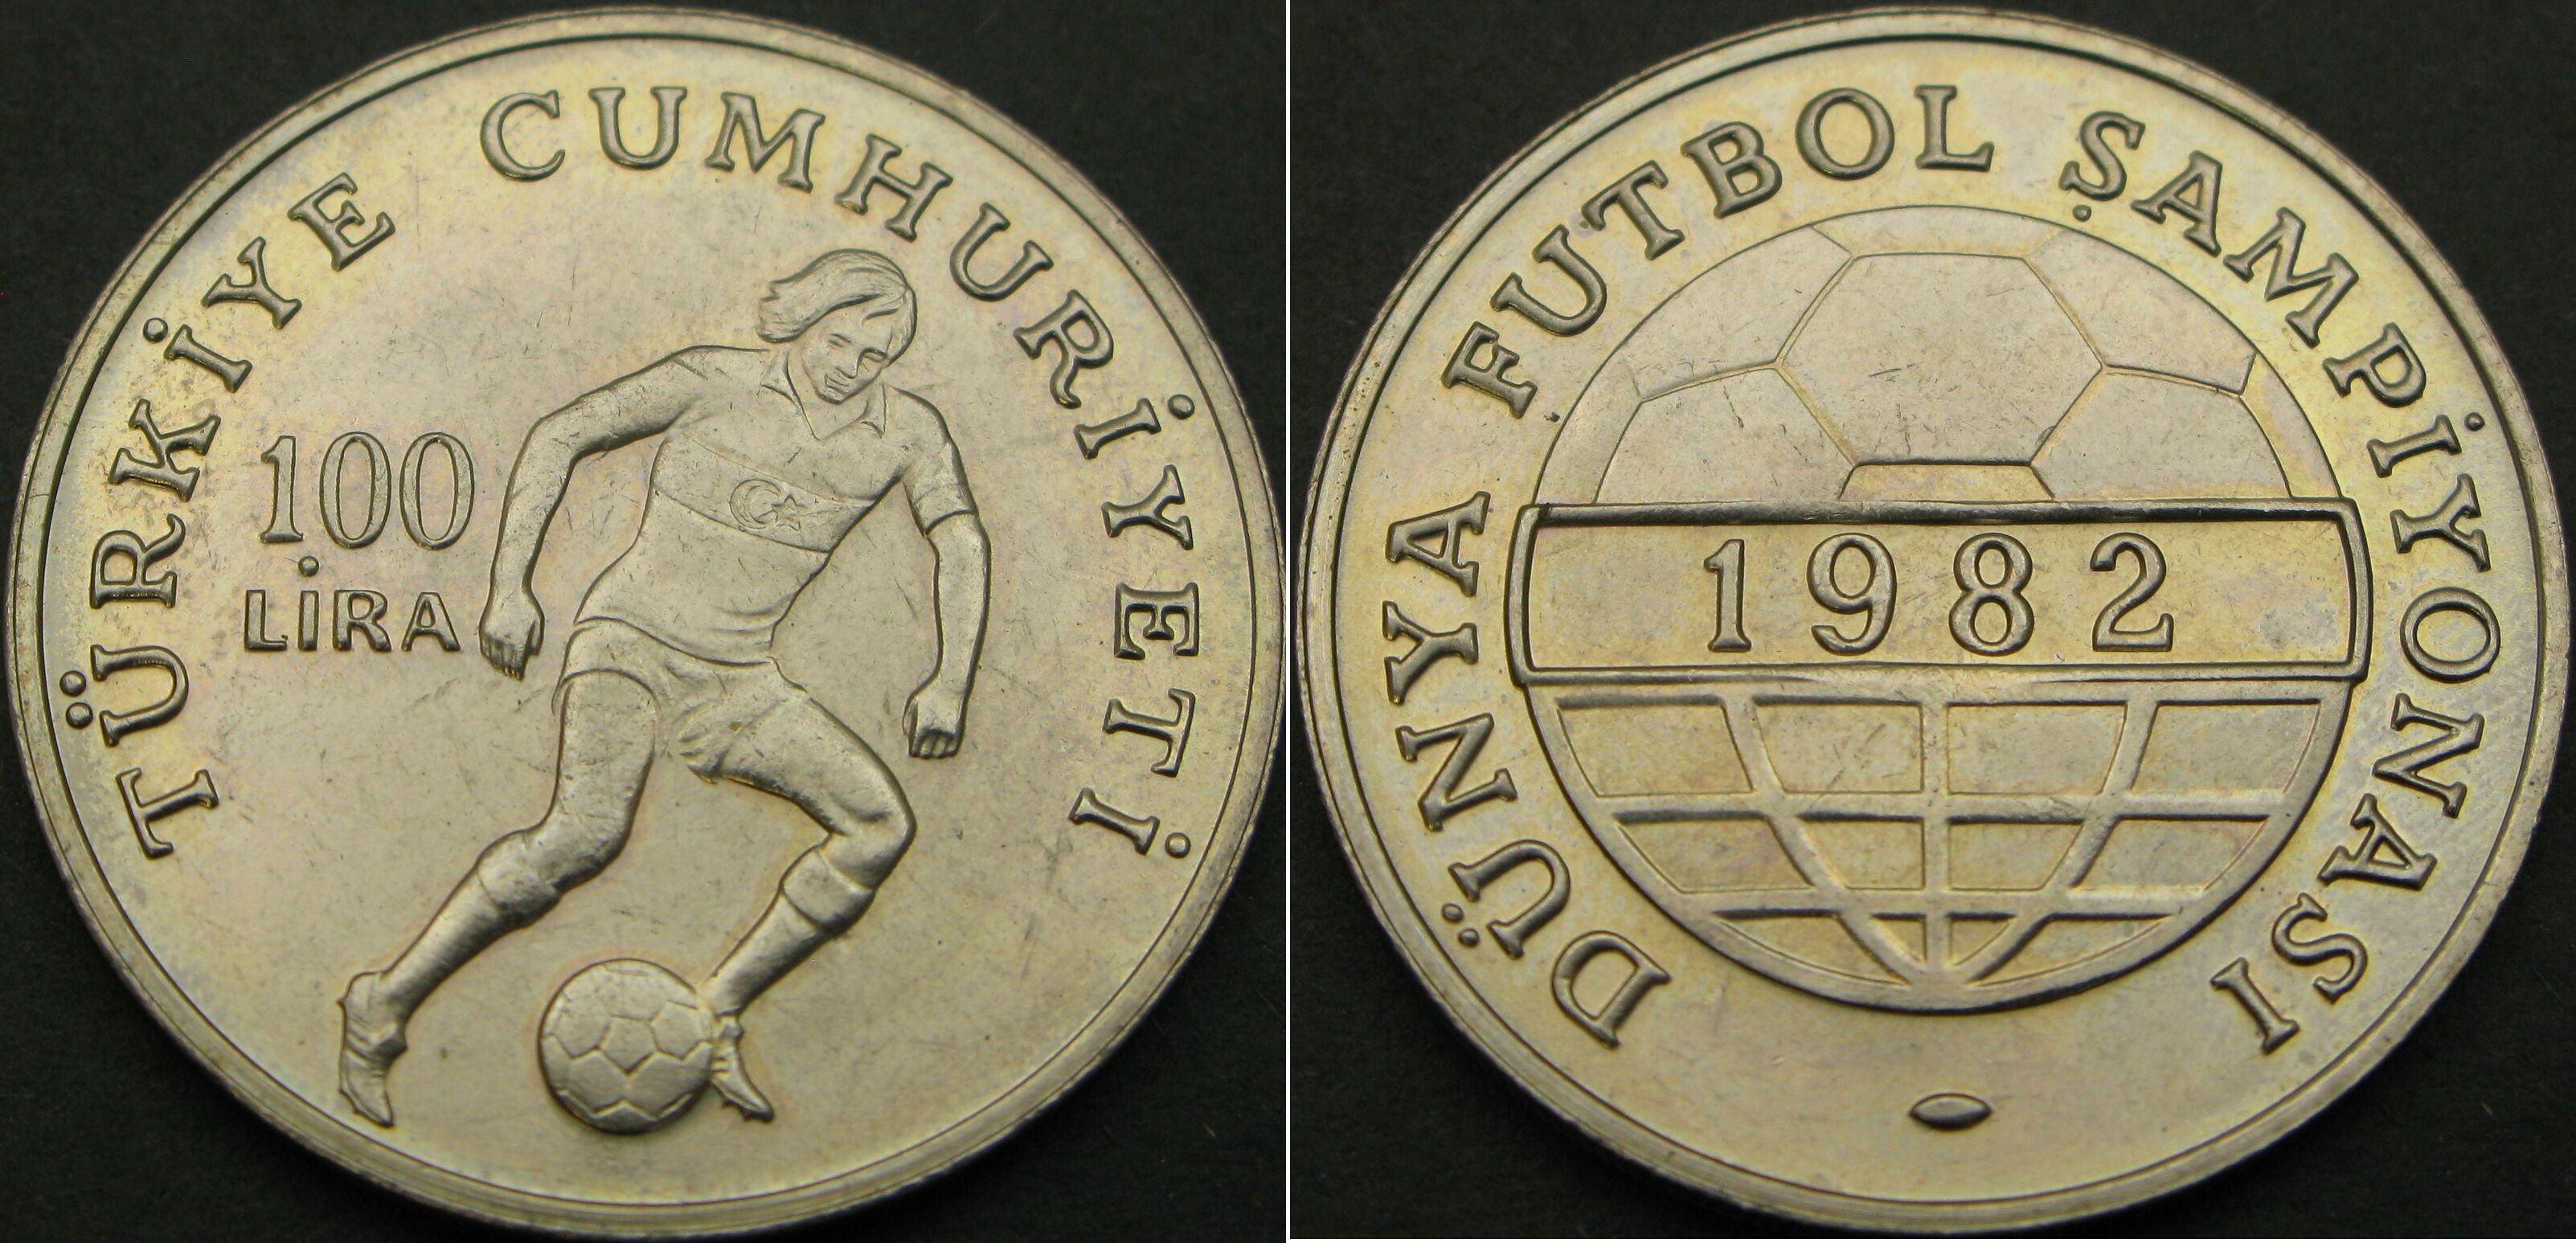 TÜRKİYE CUMHURİYETİ
100
LİRA
DÜNYA FUTBOL ŞAMPİYONASI
1982